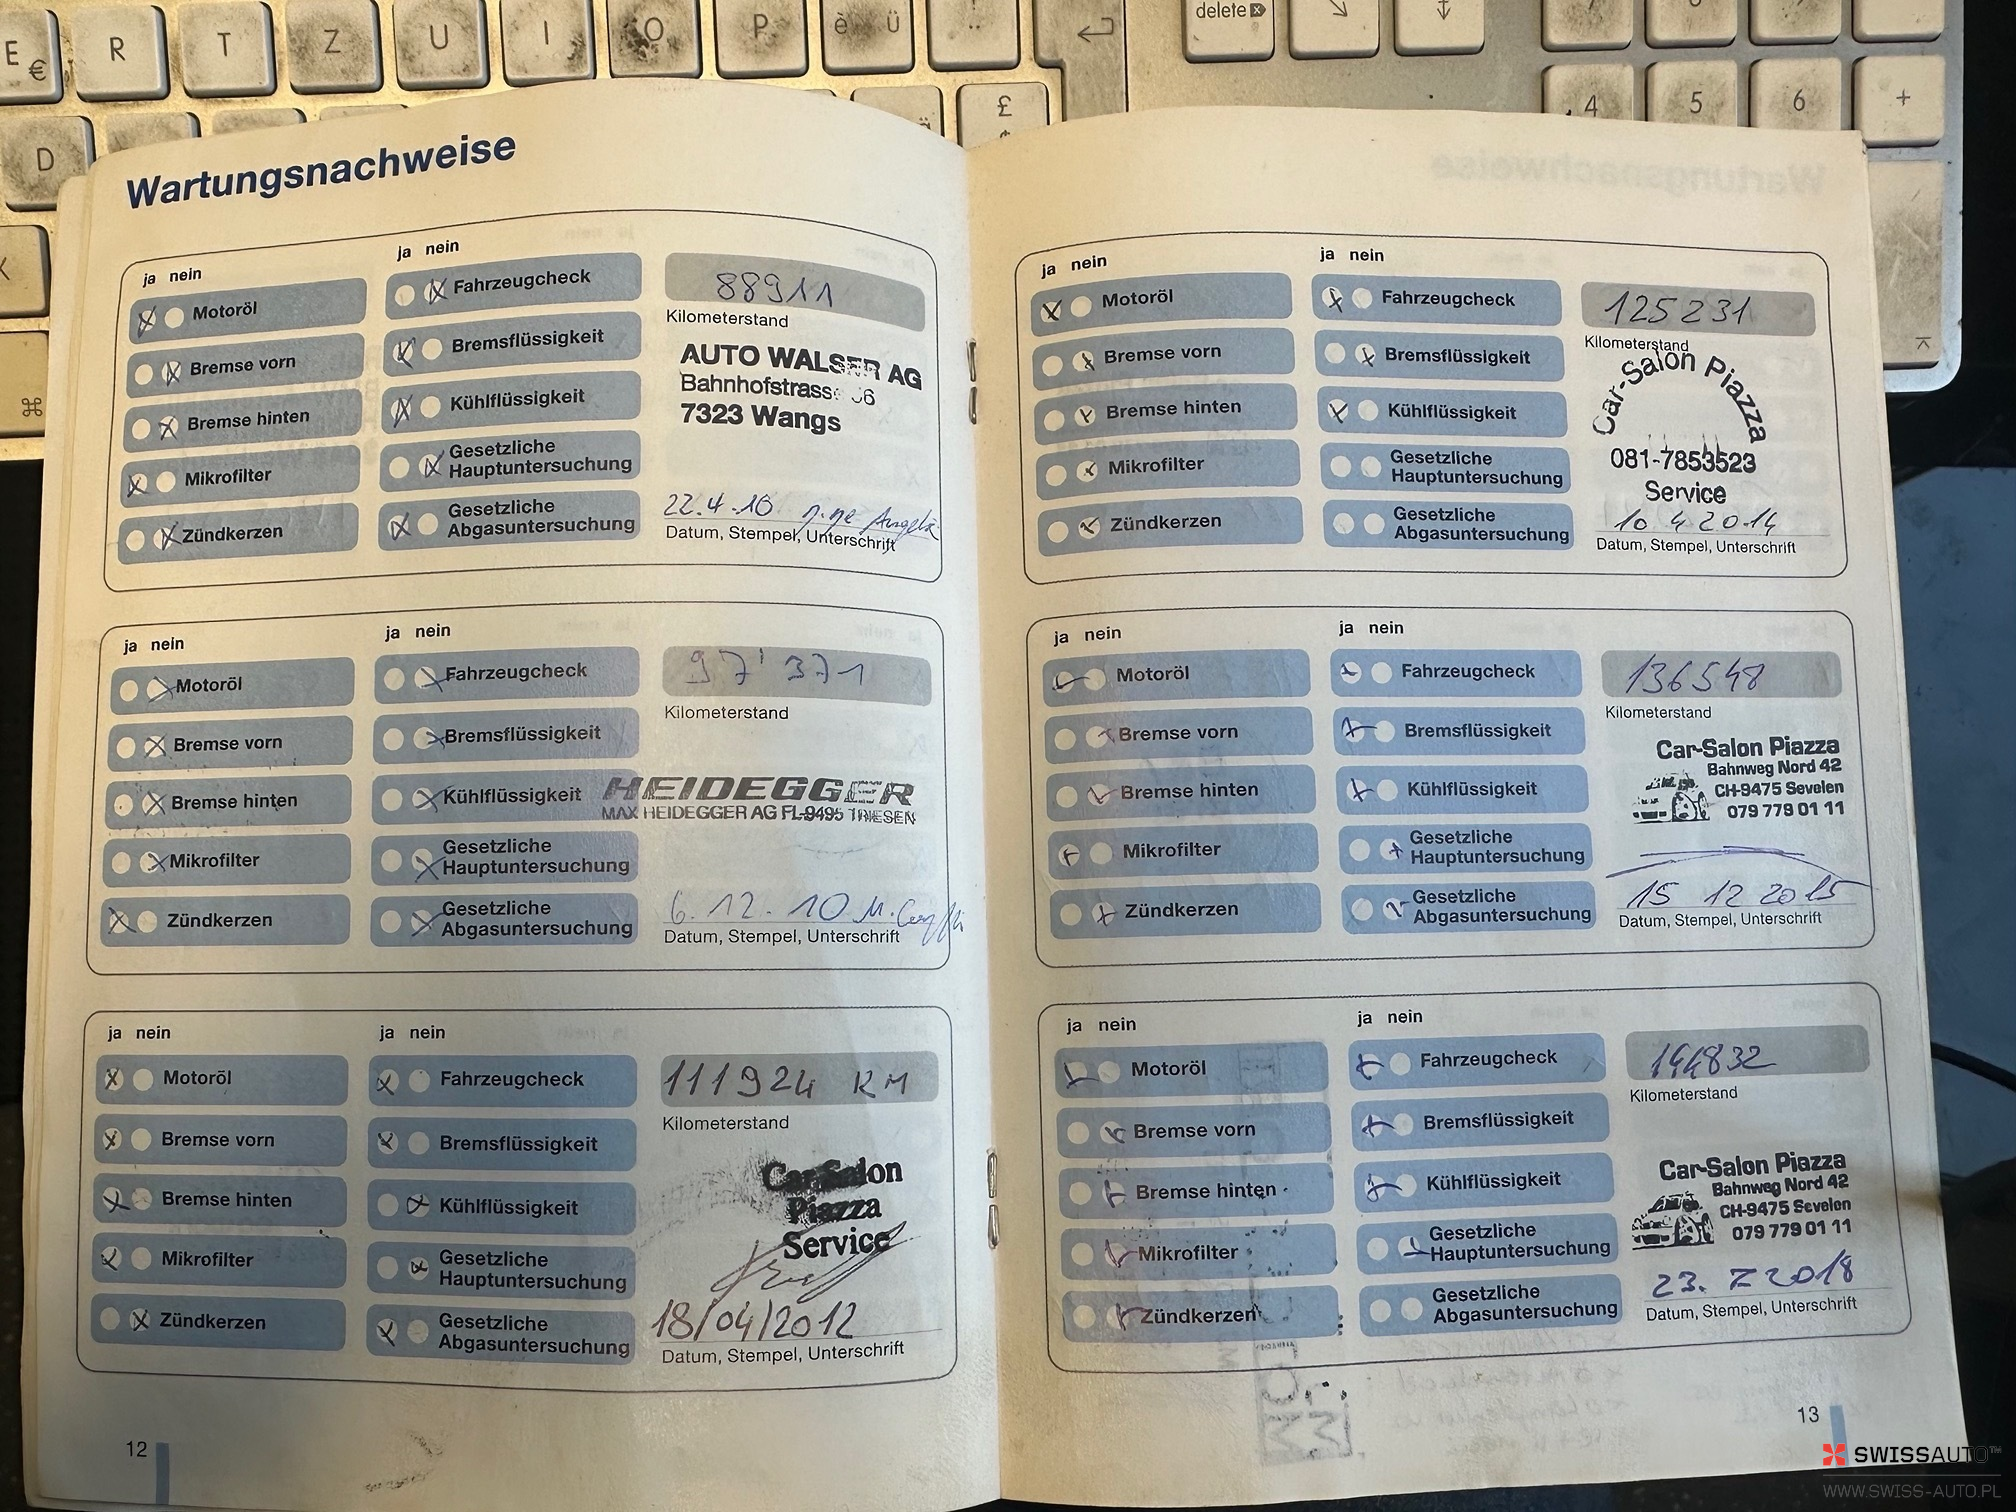 E
€
R
T
Z
U
I
O
P
è
ü
delete
D
£
4
5
6
+
⌘
Wartungsnachweise
ja nein
Motoröl
Bremse vorn
Bremse hinten
Mikrofilter
Zündkerzen
ja nein
Fahrzeugcheck
Bremsflüssigkeit
Kühlflüssigkeit
Gesetzliche
Hauptuntersuchung
Gesetzliche
Abgasuntersuchung
88911
Kilometerstand
AUTO WALSER AG
Bahnhofstrasse
7323 Wangs
22.4.10
Datum, Stempel, Unterschrift
ja nein
Motoröl
Bremse vorn
Bremse hinten
Mikrofilter
Zündkerzen
ja nein
Fahrzeugcheck
Bremsflüssigkeit
Kühlflüssigkeit
Gesetzliche
Hauptuntersuchung
Gesetzliche
Abgasuntersuchung
97'371
Kilometerstand
HEIDEGGER
MAX HEIDEGGER AG FL-9495 TRIESEN
6.12.10
Datum, Stempel, Unterschrift
ja nein
Motoröl
Bremse vorn
Bremse hinten
Mikrofilter
Zündkerzen
ja nein
Fahrzeugcheck
Bremsflüssigkeit
Kühlflüssigkeit
Gesetzliche
Hauptuntersuchung
Gesetzliche
Abgasuntersuchung
111924 KM
Kilometerstand
Car-Salon
Piazza
Service
18/04/2012
Datum, Stempel, Unterschrift
12
ja nein
Motoröl
Bremse vorn
Bremse hinten
Mikrofilter
Zündkerzen
ja nein
Fahrzeugcheck
Bremsflüssigkeit
Kühlflüssigkeit
Gesetzliche
Hauptuntersuchung
Gesetzliche
Abgasuntersuchung
125231
Kilometerstand
Car-Salon Piazza
081-7853523
Service
10 4 2014
Datum, Stempel, Unterschrift
ja nein
Motoröl
Bremse vorn
Bremse hinten
Mikrofilter
Zündkerzen
ja nein
Fahrzeugcheck
Bremsflüssigkeit
Kühlflüssigkeit
Gesetzliche
Hauptuntersuchung
Gesetzliche
Abgasuntersuchung
136548
Kilometerstand
Car-Salon Piazza
Bahnweg Nord 42
CH-9475 Sevelen
079 779 01 11
15 12 2015
Datum, Stempel, Unterschrift
ja nein
Motoröl
Bremse vorn
Bremse hinten
Mikrofilter
Zündkerzen
ja nein
Fahrzeugcheck
Bremsflüssigkeit
Kühlflüssigkeit
Gesetzliche
Hauptuntersuchung
Gesetzliche
Abgasuntersuchung
144832
Kilometerstand
Car-Salon Piazza
Bahnweg Nord 42
CH-9475 Sevelen
079 779 01 11
23. 7 2018
Datum, Stempel, Unterschrift
13
SWISSAUTO™
WWW.SWISS-AUTO.PL